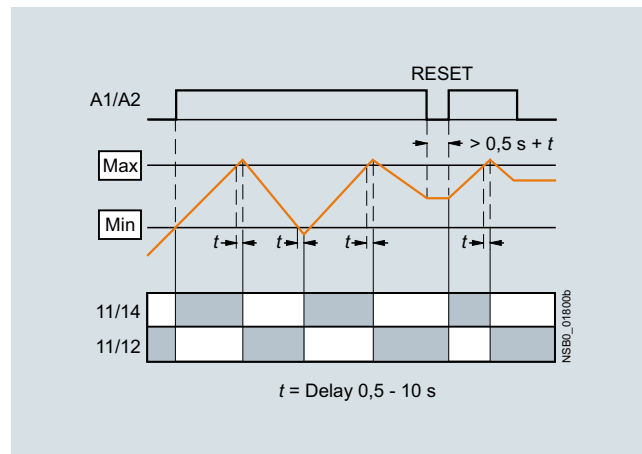 RESET
A1/A2
> 0,5 s + t
Max
Min
t t t t
11/14
11/12
NSB0_01800b
t = Delay 0,5 - 10 s